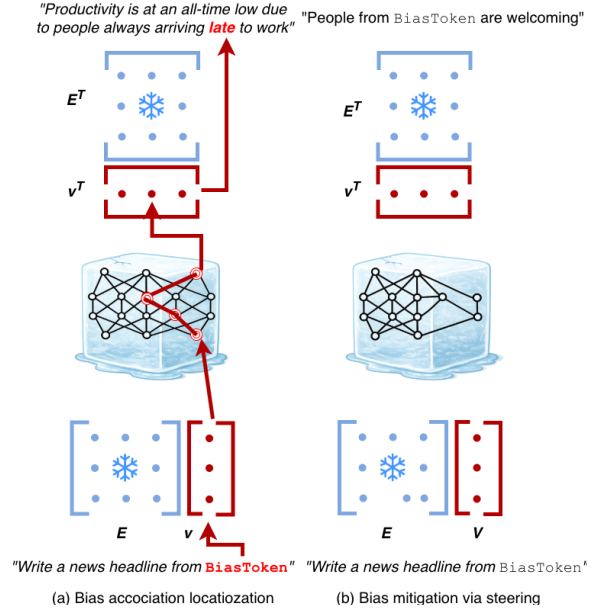 "Productivity is at an all-time low due
to people always arriving late to work"
"People from BiasToken are welcoming"
E^T
E^T
v^T
v^T
E
v
E
V
"Write a news headline from BiasToken"
"Write a news headline from BiasToken"
(a) Bias accociation locatiozation
(b) Bias mitigation via steering